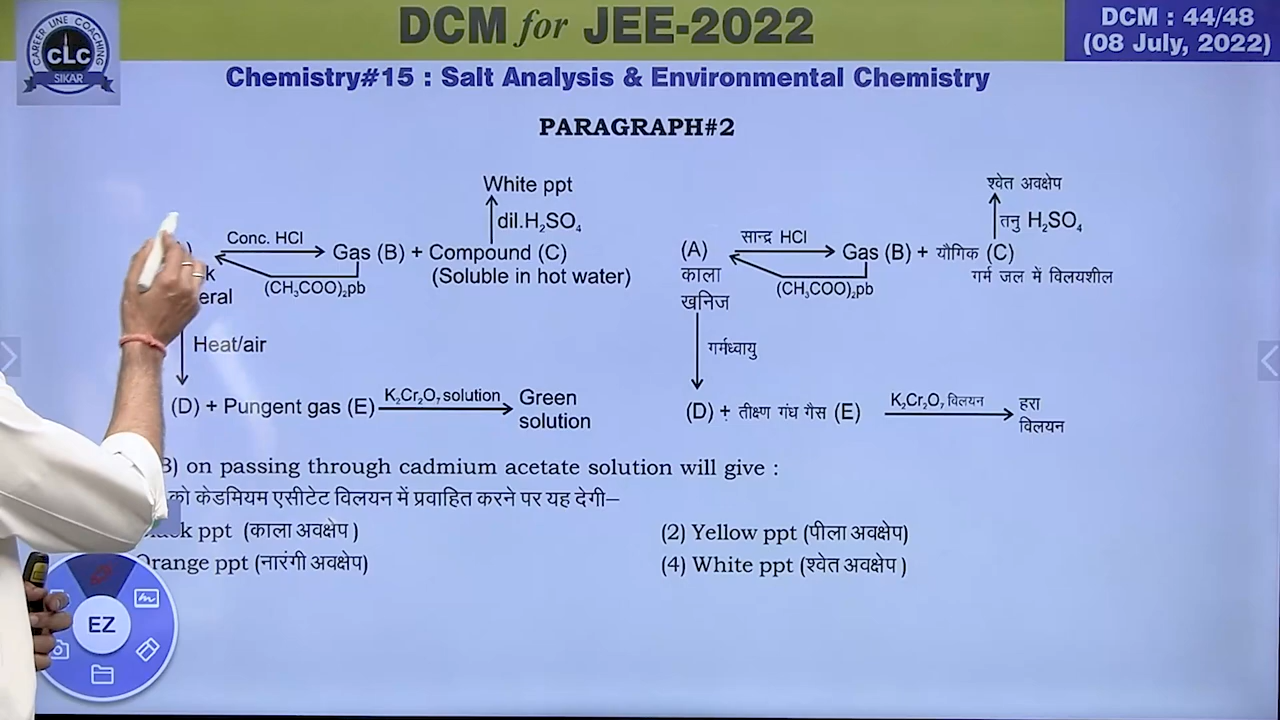 CAREER LINE COACHING
CLC
SIKAR
DCM for JEE-2022
DCM : 44/48
(08 July, 2022)
Chemistry#15 : Salt Analysis & Environmental Chemistry
PARAGRAPH#2
White ppt
dil.H₂SO₄
Conc. HCl
Gas (B) + Compound (C)
(CH₃COO)₂pb
(Soluble in hot water)
Heat/air
(D) + Pungent gas (E)
K₂Cr₂O₇ solution
Green
solution
श्वेत अवक्षेप
तनु H₂SO₄
(A)
सान्द्र HCl
Gas (B) + यौगिक (C)
काला
खनिज
(CH₃COO)₂pb
गर्म जल में विलयशील
गर्मध्वायु
(D) + तीक्ष्ण गंध गैस (E)
K₂Cr₂O₇ विलयन
हरा
विलयन
on passing through cadmium acetate solution will give :
को केडमियम एसीटेट विलयन में प्रवाहित करने पर यह देगी–
ppt (काला अवक्षेप)
(2) Yellow ppt (पीला अवक्षेप)
Orange ppt (नारंगी अवक्षेप)
(4) White ppt (श्वेत अवक्षेप)
EZ